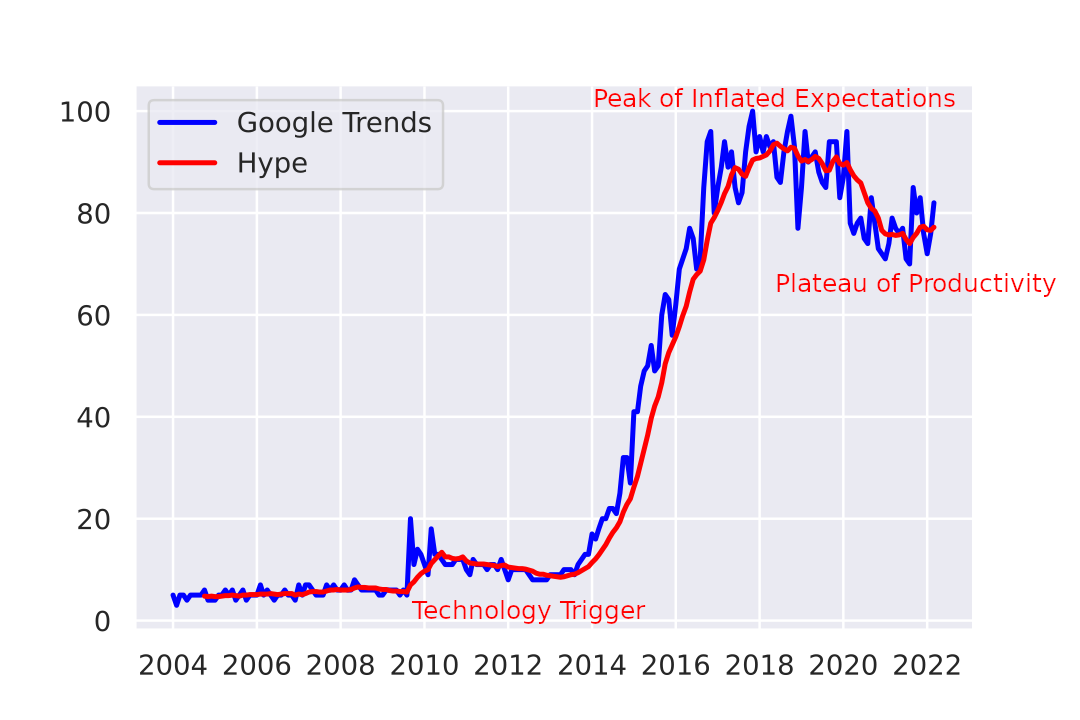 Peak of Inflated Expectations
100
Google Trends
Hype
80
Plateau of Productivity
60
40
20
Technology Trigger
0
2004 2006 2008 2010 2012 2014 2016 2018 2020 2022